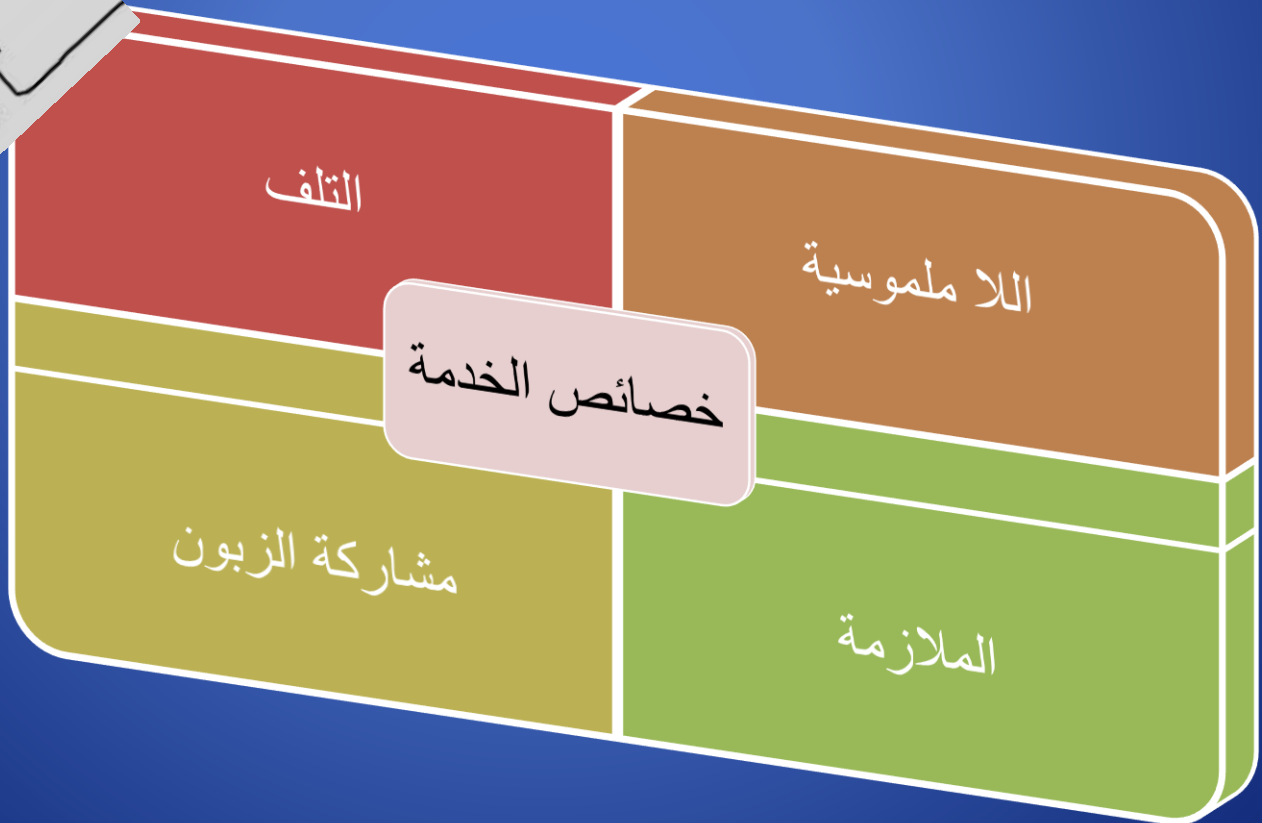 خصائص الخدمة
اللا ملموسية
التلف
الملازمة
مشاركة الزبون